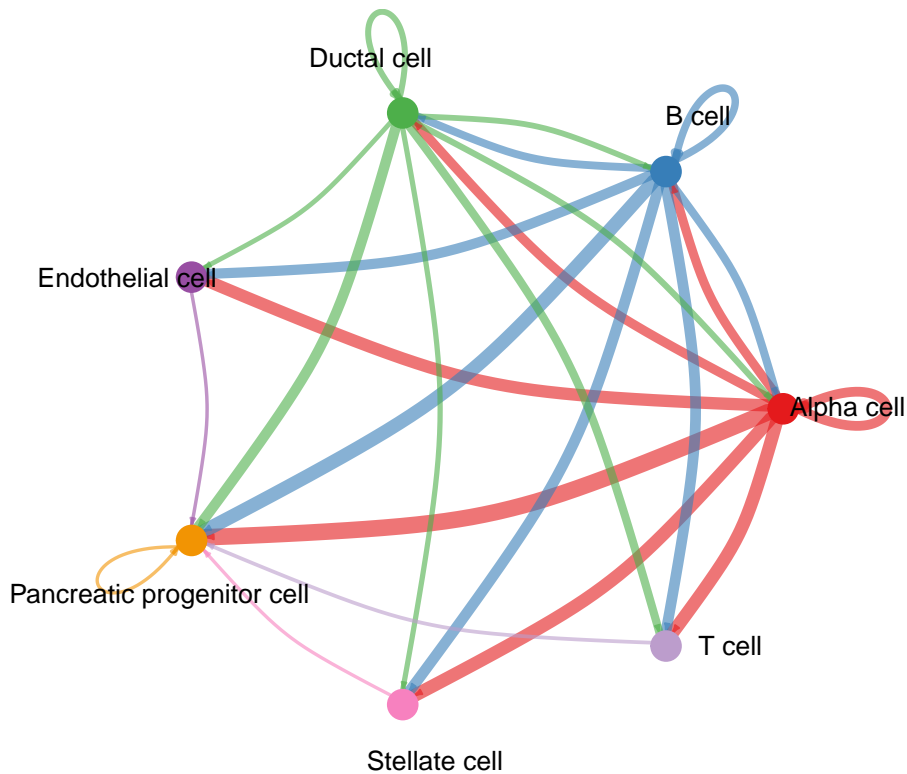 Ductal cell
B cell
Endothelial cell
Alpha cell
Pancreatic progenitor cell
T cell
Stellate cell